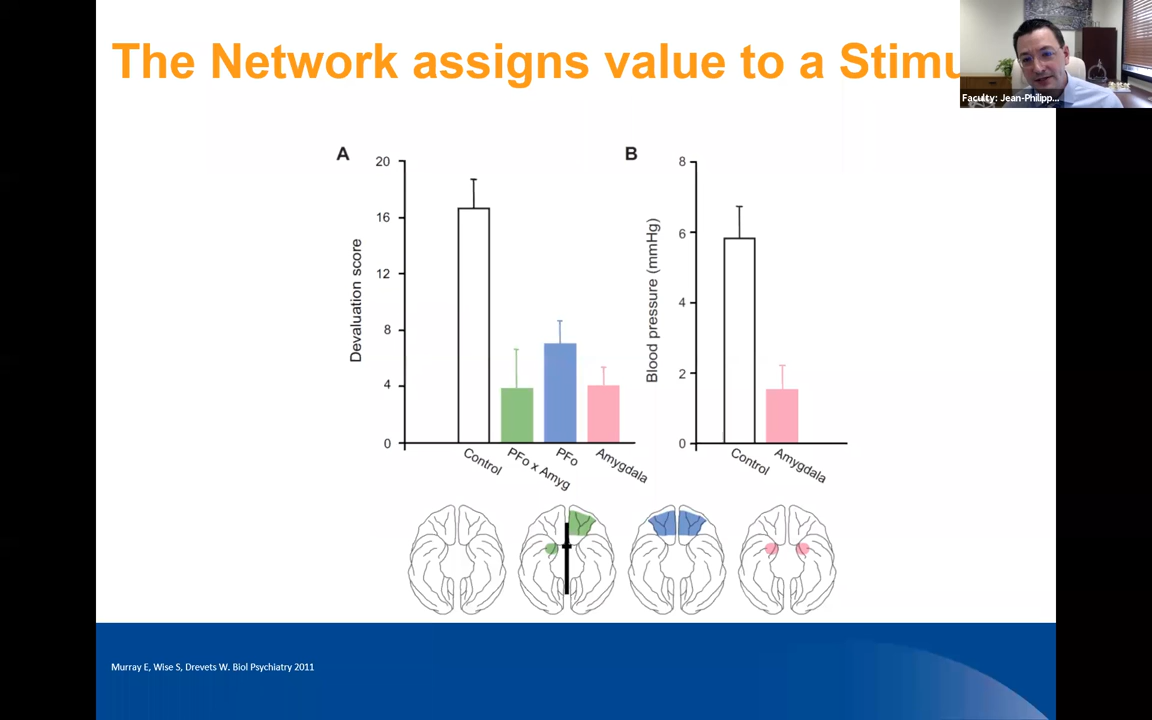 The Network assigns value to a Stimu
Faculty: Jean-Philipp...
A
20
16
12
8
4
0
Devaluation score
Control
PFo x Amyg
PFo
Amygdala
B
8
6
4
2
0
Blood pressure (mmHg)
Control
Amygdala
Murray E, Wise S, Drevets W. Biol Psychiatry 2011